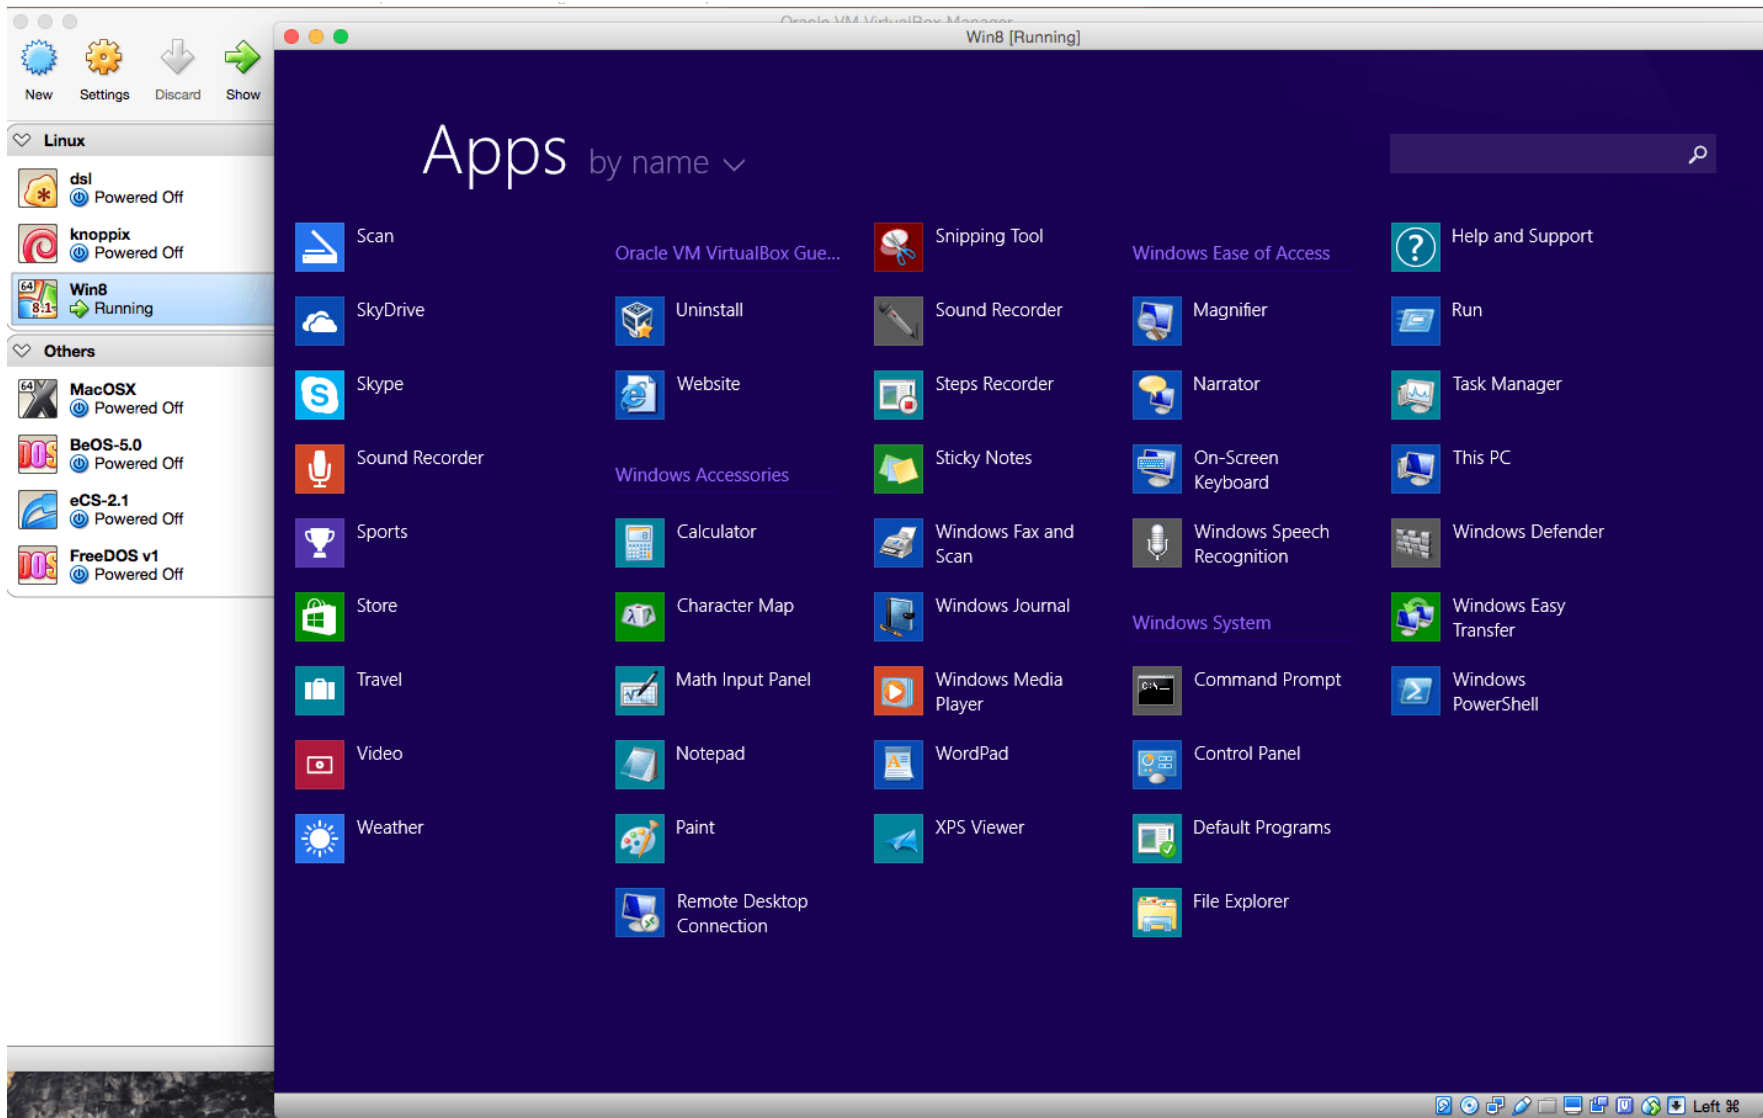 Oracle VM VirtualBox Manager
Win8 [Running]
New
Settings
Discard
Show
Linux
dsl
Powered Off
knoppix
Powered Off
64
8.1
Win8
Running
Others
64
MacOSX
Powered Off
DOS
BeOS-5.0
Powered Off
eCS-2.1
Powered Off
DOS
FreeDOS v1
Powered Off
Apps by name
Scan
SkyDrive
Skype
Sound Recorder
Sports
Store
Travel
Video
Weather
Oracle VM VirtualBox Gue...
Uninstall
Website
Windows Accessories
Calculator
Character Map
Math Input Panel
Notepad
Paint
Remote Desktop
Connection
Snipping Tool
Sound Recorder
Steps Recorder
Sticky Notes
Windows Fax and
Scan
Windows Journal
Windows Media
Player
WordPad
XPS Viewer
Windows Ease of Access
Magnifier
Narrator
On-Screen
Keyboard
Windows Speech
Recognition
Windows System
C:\_
Command Prompt
Control Panel
Default Programs
File Explorer
Help and Support
Run
Task Manager
This PC
Windows Defender
Windows Easy
Transfer
Windows
PowerShell
Left ⌘